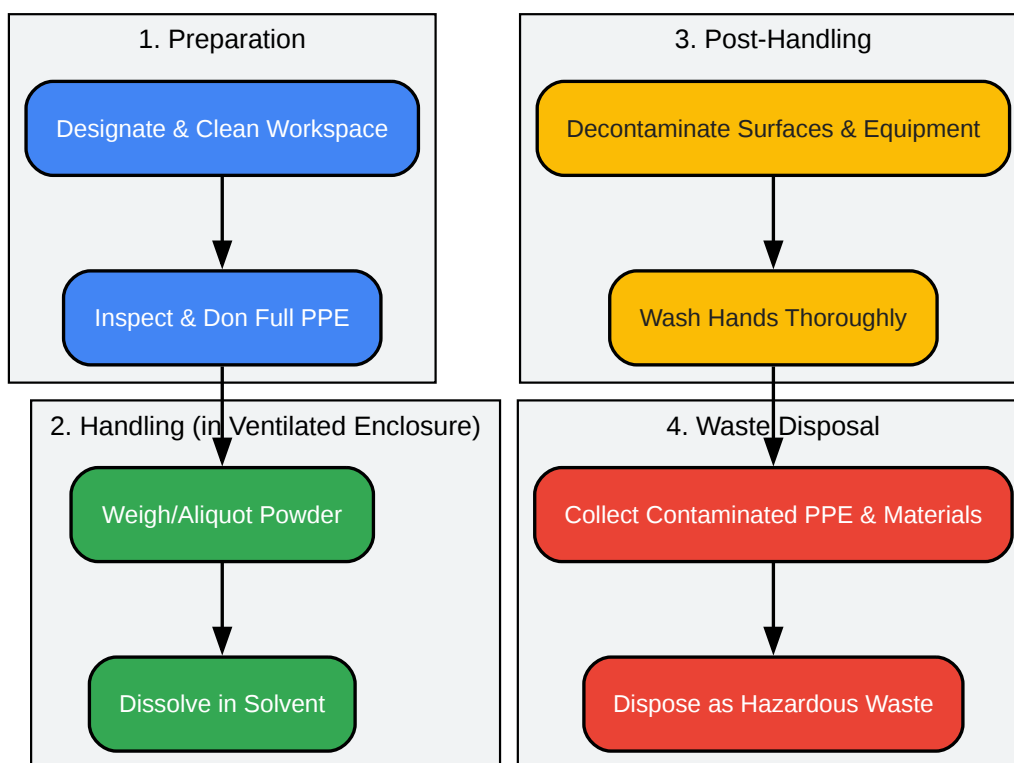 1. Preparation
Designate & Clean Workspace
Inspect & Don Full PPE
2. Handling (in Ventilated Enclosure)
Weigh/Aliquot Powder
Dissolve in Solvent
3. Post-Handling
Decontaminate Surfaces & Equipment
Wash Hands Thoroughly
4. Waste Disposal
Collect Contaminated PPE & Materials
Dispose as Hazardous Waste